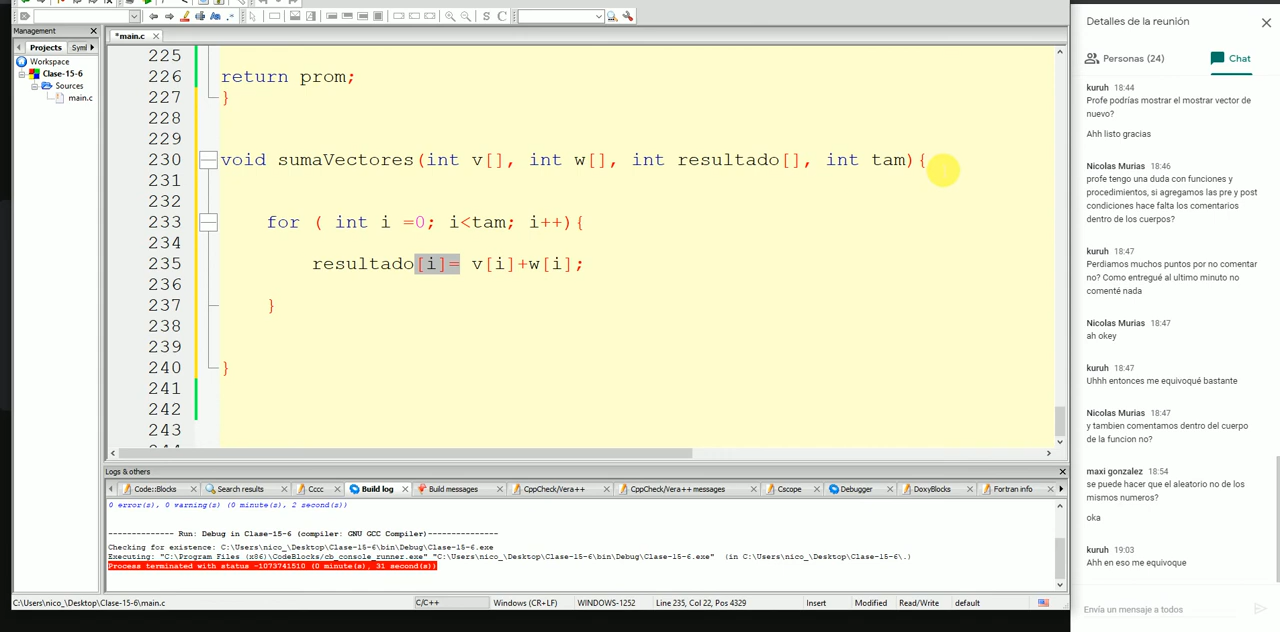 Management
Projects
Symb
Workspace
Clase-15-6
Sources
main.c
*main.c
225
226 return prom;
227 }
228
229
230 void sumaVectores(int v[], int w[], int resultado[], int tam){
231
232
233 for ( int i =0; i<tam; i++){
234
235 resultado[i]= v[i]+w[i];
236
237 }
238
239
240 }
241
242
243
Logs & others
Code::Blocks
Search results
Cccc
Build log
Build messages
CppCheck/Vera++
CppCheck/Vera++ messages
Cscope
Debugger
DoxyBlocks
Fortran info
0 error(s), 0 warning(s) (0 minute(s), 2 second(s))
-------------- Run: Debug in Clase-15-6 (compiler: GNU GCC Compiler)---------------
Checking for existence: C:\Users\nico_\Desktop\Clase-15-6\bin\Debug\Clase-15-6.exe
Executing: "C:\Program Files (x86)\CodeBlocks/cb_console_runner.exe" "C:\Users\nico_\Desktop\Clase-15-6\bin\Debug\Clase-15-6.exe"  (in C:\Users\nico_\Desktop\Clase-15-6\.)
Process terminated with status -1073741510 (0 minute(s), 31 second(s))
C:\Users\nico_\Desktop\Clase-15-6\main.c
C/C++
Windows (CR+LF)
WINDOWS-1252
Line 235, Col 22, Pos 4329
Insert
Modified
Read/Write
default
Detalles de la reunión
Personas (24)
Chat
kuruh 18:44
Profe podrías mostrar el mostrar vector de
nuevo?
Ahh listo gracias
Nicolas Murias 18:46
profe tengo una duda con funciones y
procedimientos, si agregamos las pre y post
condiciones hace falta los comentarios
dentro de los cuerpos?
kuruh 18:47
Perdiamos muchos puntos por no comentar
no? Como entregué al ultimo minuto no
comenté nada
Nicolas Murias 18:47
ah okey
kuruh 18:47
Uhhh entonces me equivoqué bastante
Nicolas Murias 18:47
y tambien comentamos dentro del cuerpo
de la funcion no?
maxi gonzalez 18:54
se puede hacer que el aleatorio no de los
mismos numeros?
oka
kuruh 19:03
Ahh en eso me equivoque
Envía un mensaje a todos